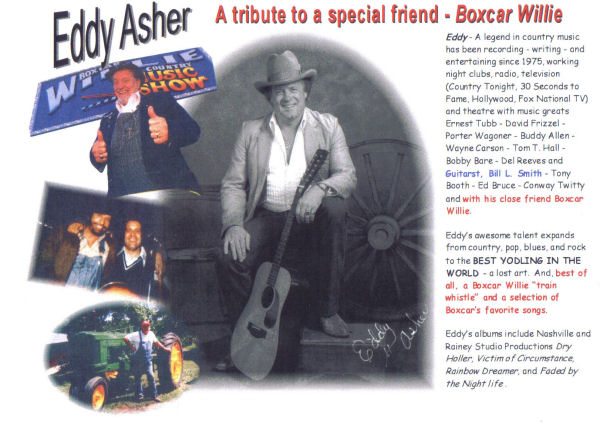 Eddy Asher
A tribute to a special friend - Boxcar Willie
BOX
WILLIE
COUNTRY
MUSIC
SHOW
Eddy - A legend in country music
has been recording - writing - and
entertaining since 1975, working
night clubs, radio, television
(Country Tonight, 30 Seconds to
Fame, Hollywood, Fox National TV)
and theatre with music greats
Ernest Tubb - David Frizzel -
Porter Wagoner - Buddy Allen -
Wayne Carson - Tom T. Hall -
Bobby Bare - Del Reeves and
Guitarst, Bill L. Smith - Tony
Booth - Ed Bruce - Conway Twitty
and with his close friend Boxcar
Willie.
Eddy's awesome talent expands
from country, pop, blues, and rock
to the BEST YODLING IN THE
WORLD - a lost art. And, best of
all, a Boxcar Willie "train
whistle" and a selection of
Boxcar's favorite songs.
Eddy's albums include Nashville and
Rainey Studio Productions Dry
Holler, Victim of Circumstance,
Rainbow Dreamer, and Faded by
the Night life.
Eddy Asher